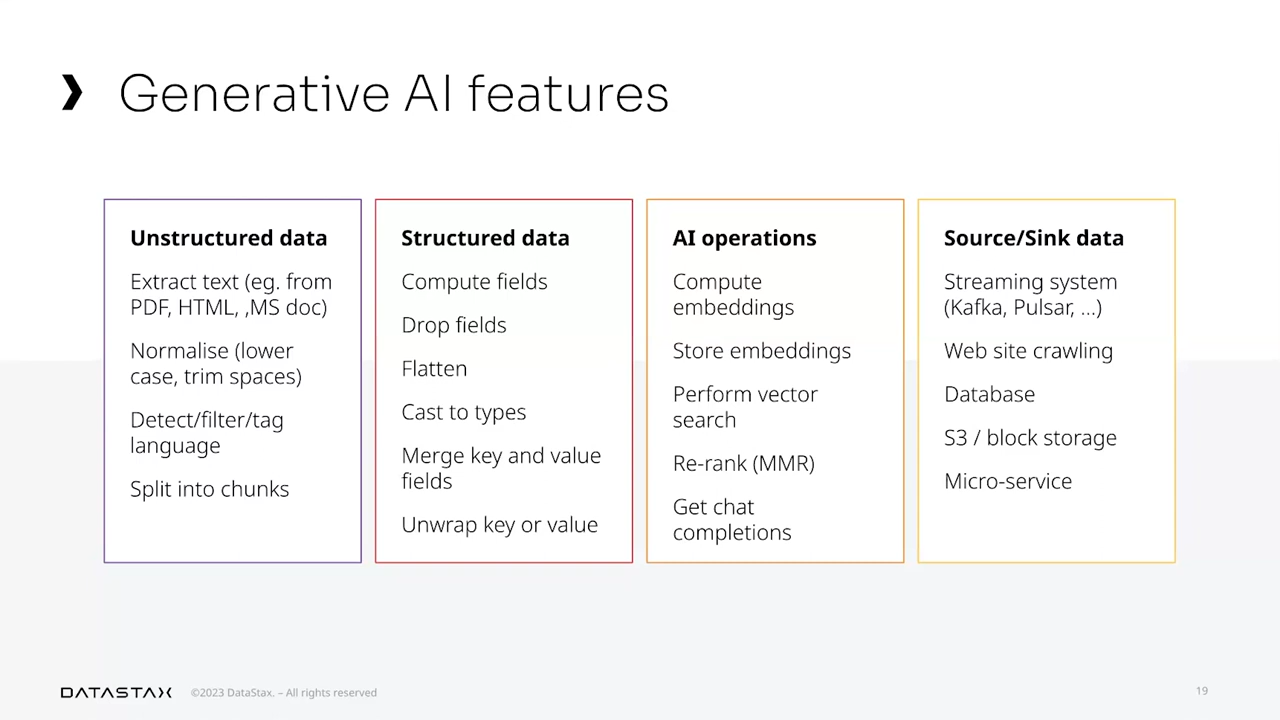 Generative AI features
Unstructured data
Extract text (eg. from
PDF, HTML, ,MS doc)
Normalise (lower
case, trim spaces)
Detect/filter/tag
language
Split into chunks
Structured data
Compute fields
Drop fields
Flatten
Cast to types
Merge key and value
fields
Unwrap key or value
AI operations
Compute
embeddings
Store embeddings
Perform vector
search
Re-rank (MMR)
Get chat
completions
Source/Sink data
Streaming system
(Kafka, Pulsar, ...)
Web site crawling
Database
S3 / block storage
Micro-service
DATASTAX
©2023 DataStax. – All rights reserved
19